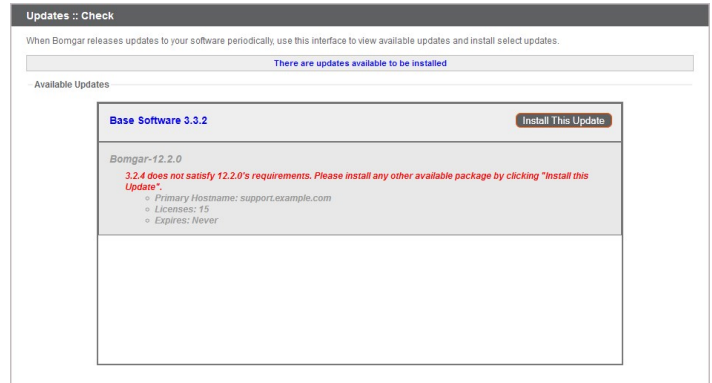 Updates :: Check
When Bomgar releases updates to your software periodically, use this interface to view available updates and install select updates.
There are updates available to be installed
Available Updates
Base Software 3.3.2
Install This Update
Bomgar-12.2.0
3.2.4 does not satisfy 12.2.0's requirements. Please install any other available package by clicking "Install this
Update".
Primary Hostname: support.example.com
Licenses: 15
Expires: Never